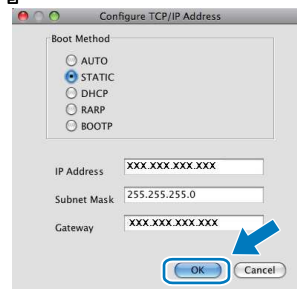 Configure TCP/IP Address
Boot Method
AUTO
STATIC
DHCP
RARP
BOOTP
IP Address XXX.XXX.XXX.XXX
Subnet Mask 255.255.255.0
Gateway XXX.XXX.XXX.XXX
OK Cancel